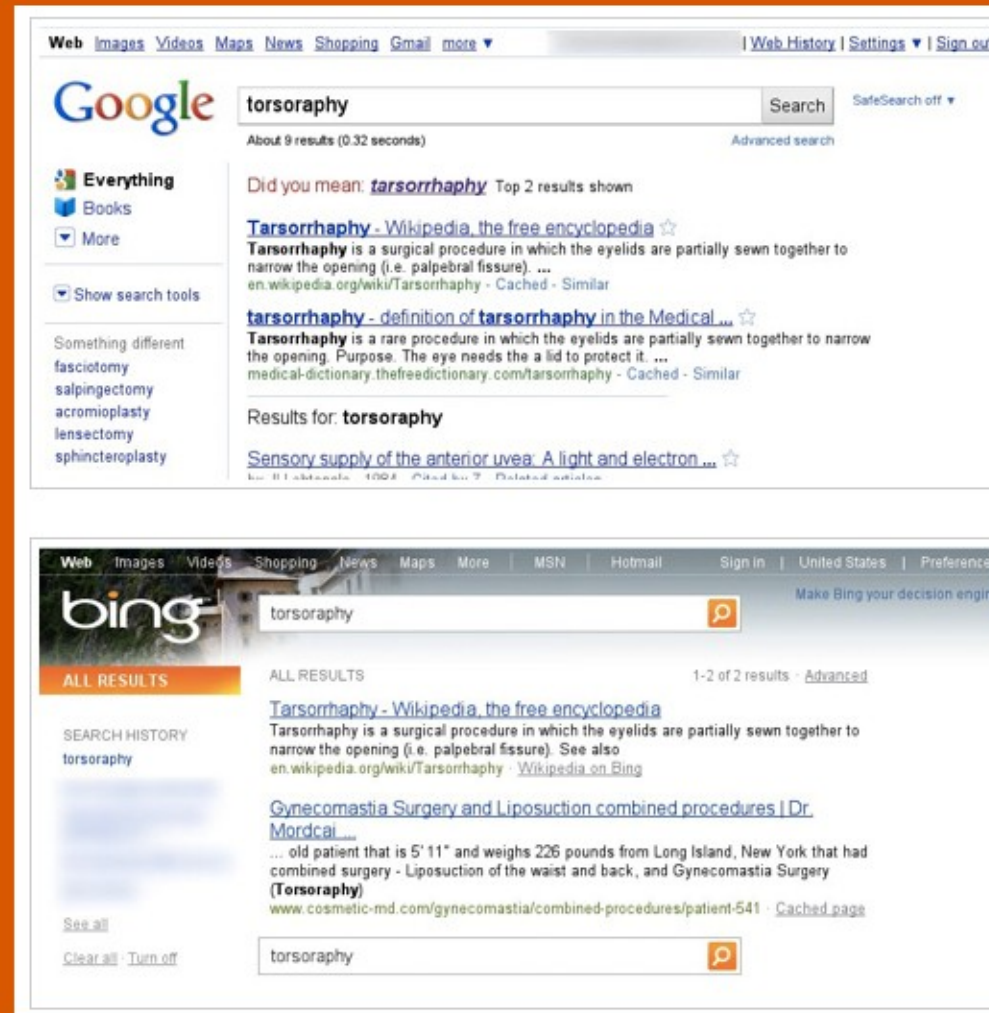 Web Images Videos Maps News Shopping Gmail more ▼ | Web History | Settings ▼ | Sign out
Google
torsoraphy
Search
SafeSearch off ▼
About 9 results (0.32 seconds)
Advanced search
Everything
Books
More
Show search tools
Something different
fasciotomy
salpingectomy
acromioplasty
lensectomy
sphincteroplasty
Did you mean: tarsorrhaphy Top 2 results shown
Tarsorrhaphy - Wikipedia, the free encyclopedia ☆
Tarsorrhaphy is a surgical procedure in which the eyelids are partially sewn together to
narrow the opening (i.e. palpebral fissure). ...
en.wikipedia.org/wiki/Tarsorrhaphy - Cached - Similar
tarsorrhaphy - definition of tarsorrhaphy in the Medical ... ☆
Tarsorrhaphy is a rare procedure in which the eyelids are partially sewn together to narrow
the opening. Purpose. The eye needs the a lid to protect it. ...
medical-dictionary.thefreedictionary.com/tarsorrhaphy - Cached - Similar
Results for: torsoraphy
Sensory supply of the anterior uvea: A light and electron ... ☆
Web Images Videos Shopping News Maps More | MSN | Hotmail Sign in | United States | Preference
bing
torsoraphy
Make Bing your decision engin
ALL RESULTS
SEARCH HISTORY
torsoraphy
See all
Clear all · Turn off
ALL RESULTS
1-2 of 2 results · Advanced
Tarsorrhaphy - Wikipedia, the free encyclopedia
Tarsorrhaphy is a surgical procedure in which the eyelids are partially sewn together to
narrow the opening (i.e. palpebral fissure). See also
en.wikipedia.org/wiki/Tarsorrhaphy · Wikipedia on Bing
Gynecomastia Surgery and Liposuction combined procedures | Dr.
Mordcai ...
... old patient that is 5' 11" and weighs 226 pounds from Long Island, New York that had
combined surgery - Liposuction of the waist and back, and Gynecomastia Surgery
(Torsoraphy)
www.cosmetic-md.com/gynecomastia/combined-procedures/patient-541 · Cached page
torsoraphy